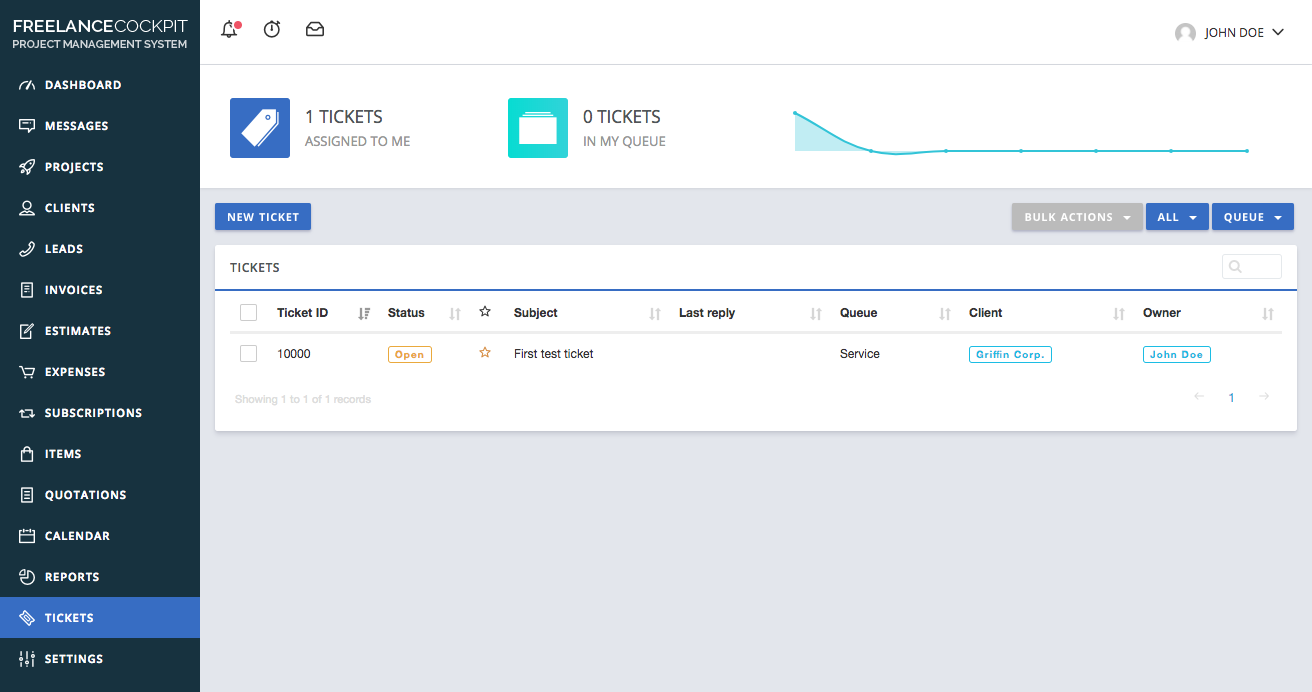 FREELANCECOCKPIT
PROJECT MANAGEMENT SYSTEM
DASHBOARD
MESSAGES
PROJECTS
CLIENTS
LEADS
INVOICES
ESTIMATES
EXPENSES
SUBSCRIPTIONS
ITEMS
QUOTATIONS
CALENDAR
REPORTS
TICKETS
SETTINGS
JOHN DOE
1 TICKETS
ASSIGNED TO ME
0 TICKETS
IN MY QUEUE
NEW TICKET
BULK ACTIONS
ALL
QUEUE
TICKETS
Ticket ID Status Subject Last reply Queue Client Owner
10000 Open First test ticket Service Griffin Corp. John Doe
Showing 1 to 1 of 1 records
1